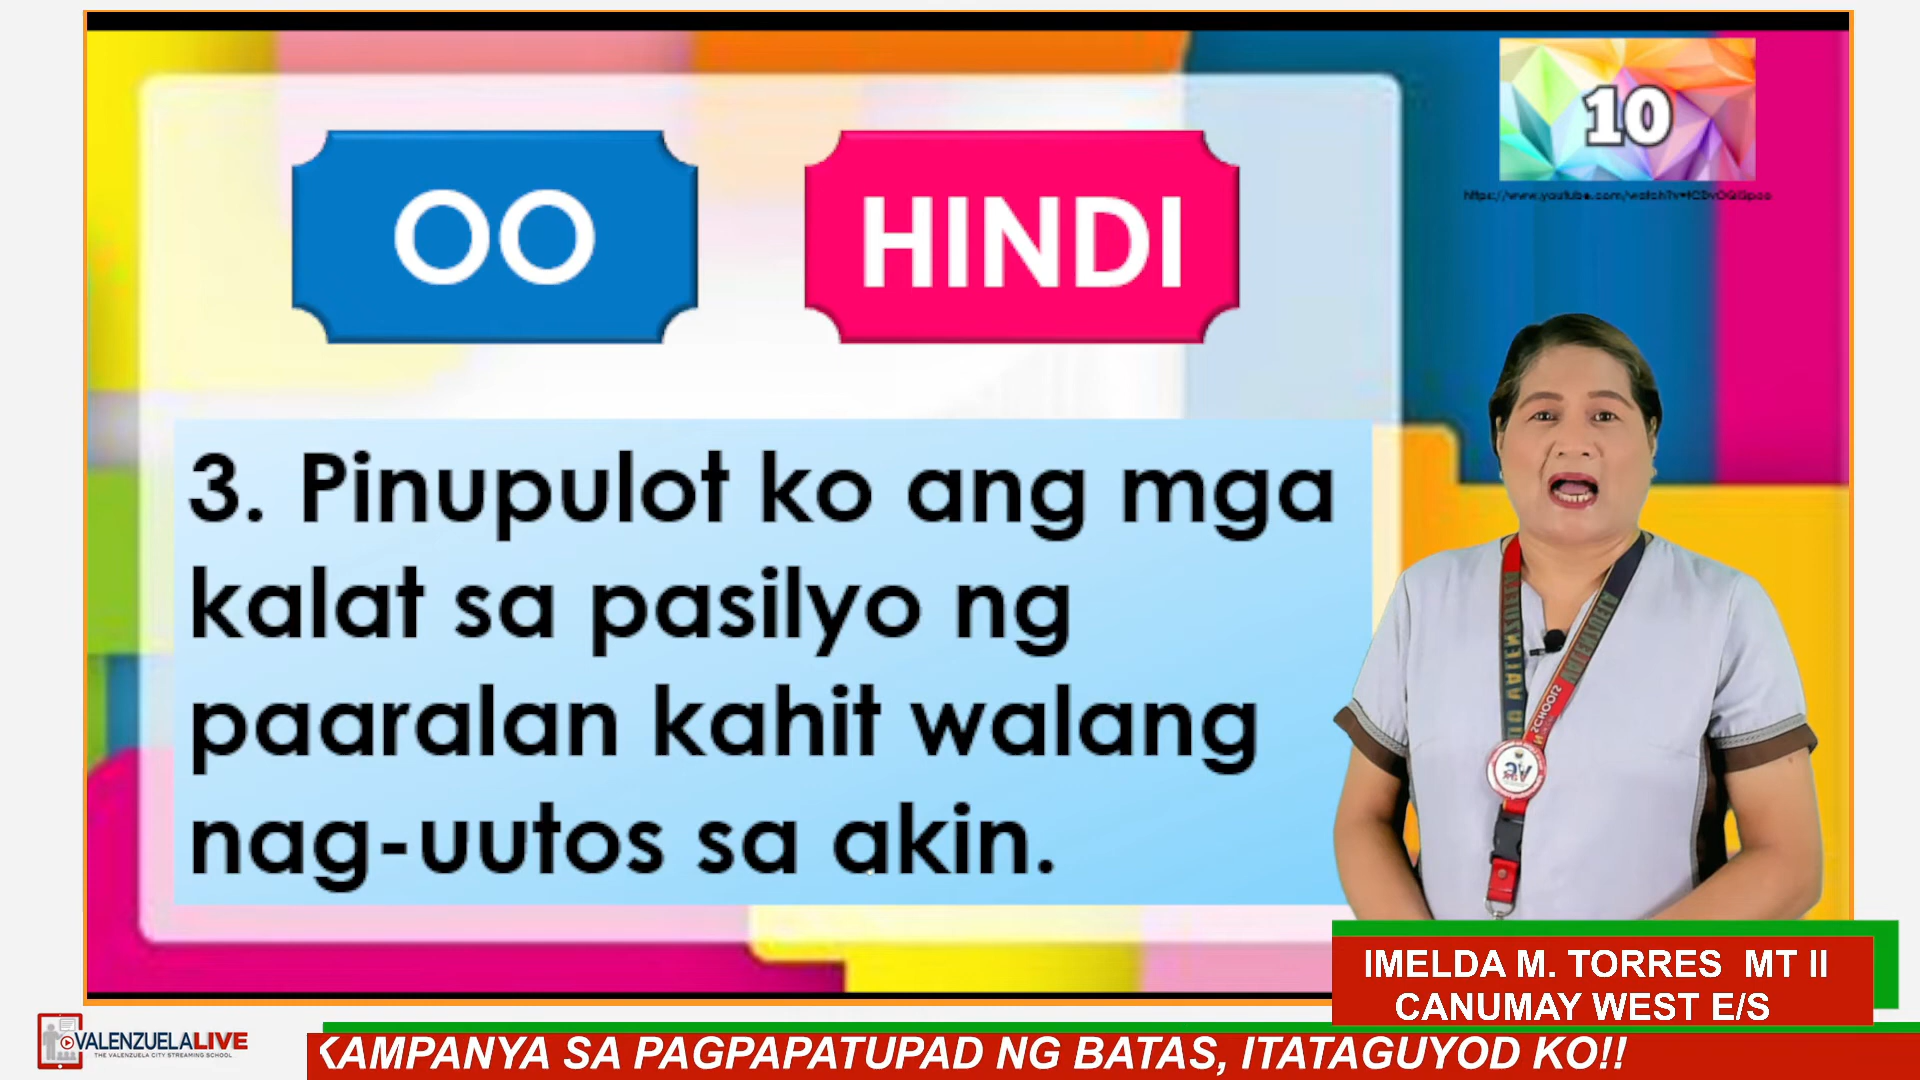 10
OO
HINDI
3. Pinupulot ko ang mga
kalat sa pasilyo ng
paaralan kahit walang
nag-uutos sa akin.
IMELDA M. TORRES MT II
CANUMAY WEST E/S
VALENZUELALIVE
THE VALENZUELA CITY STREAMING SCHOOL
KAMPANYA SA PAGPAPATUPAD NG BATAS, ITATAGUYOD KO!!